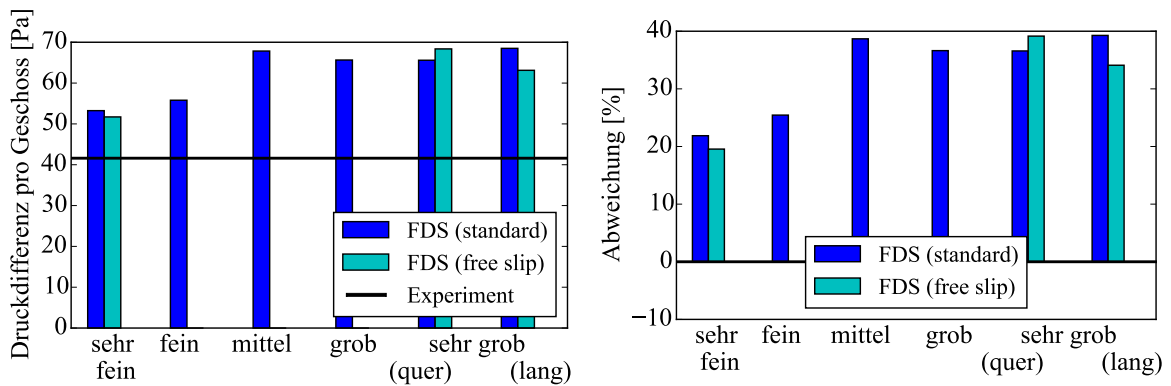 Druckdifferenz pro Geschoss [Pa]
70
60
50
40
30
20
10
0
FDS (standard)
FDS (free slip)
Experiment
sehr fein mittel grob sehr grob
fein (quer) (lang)
Abweichung [%]
40
30
20
10
0
−10
FDS (standard)
FDS (free slip)
sehr fein mittel grob sehr grob
fein (quer) (lang)